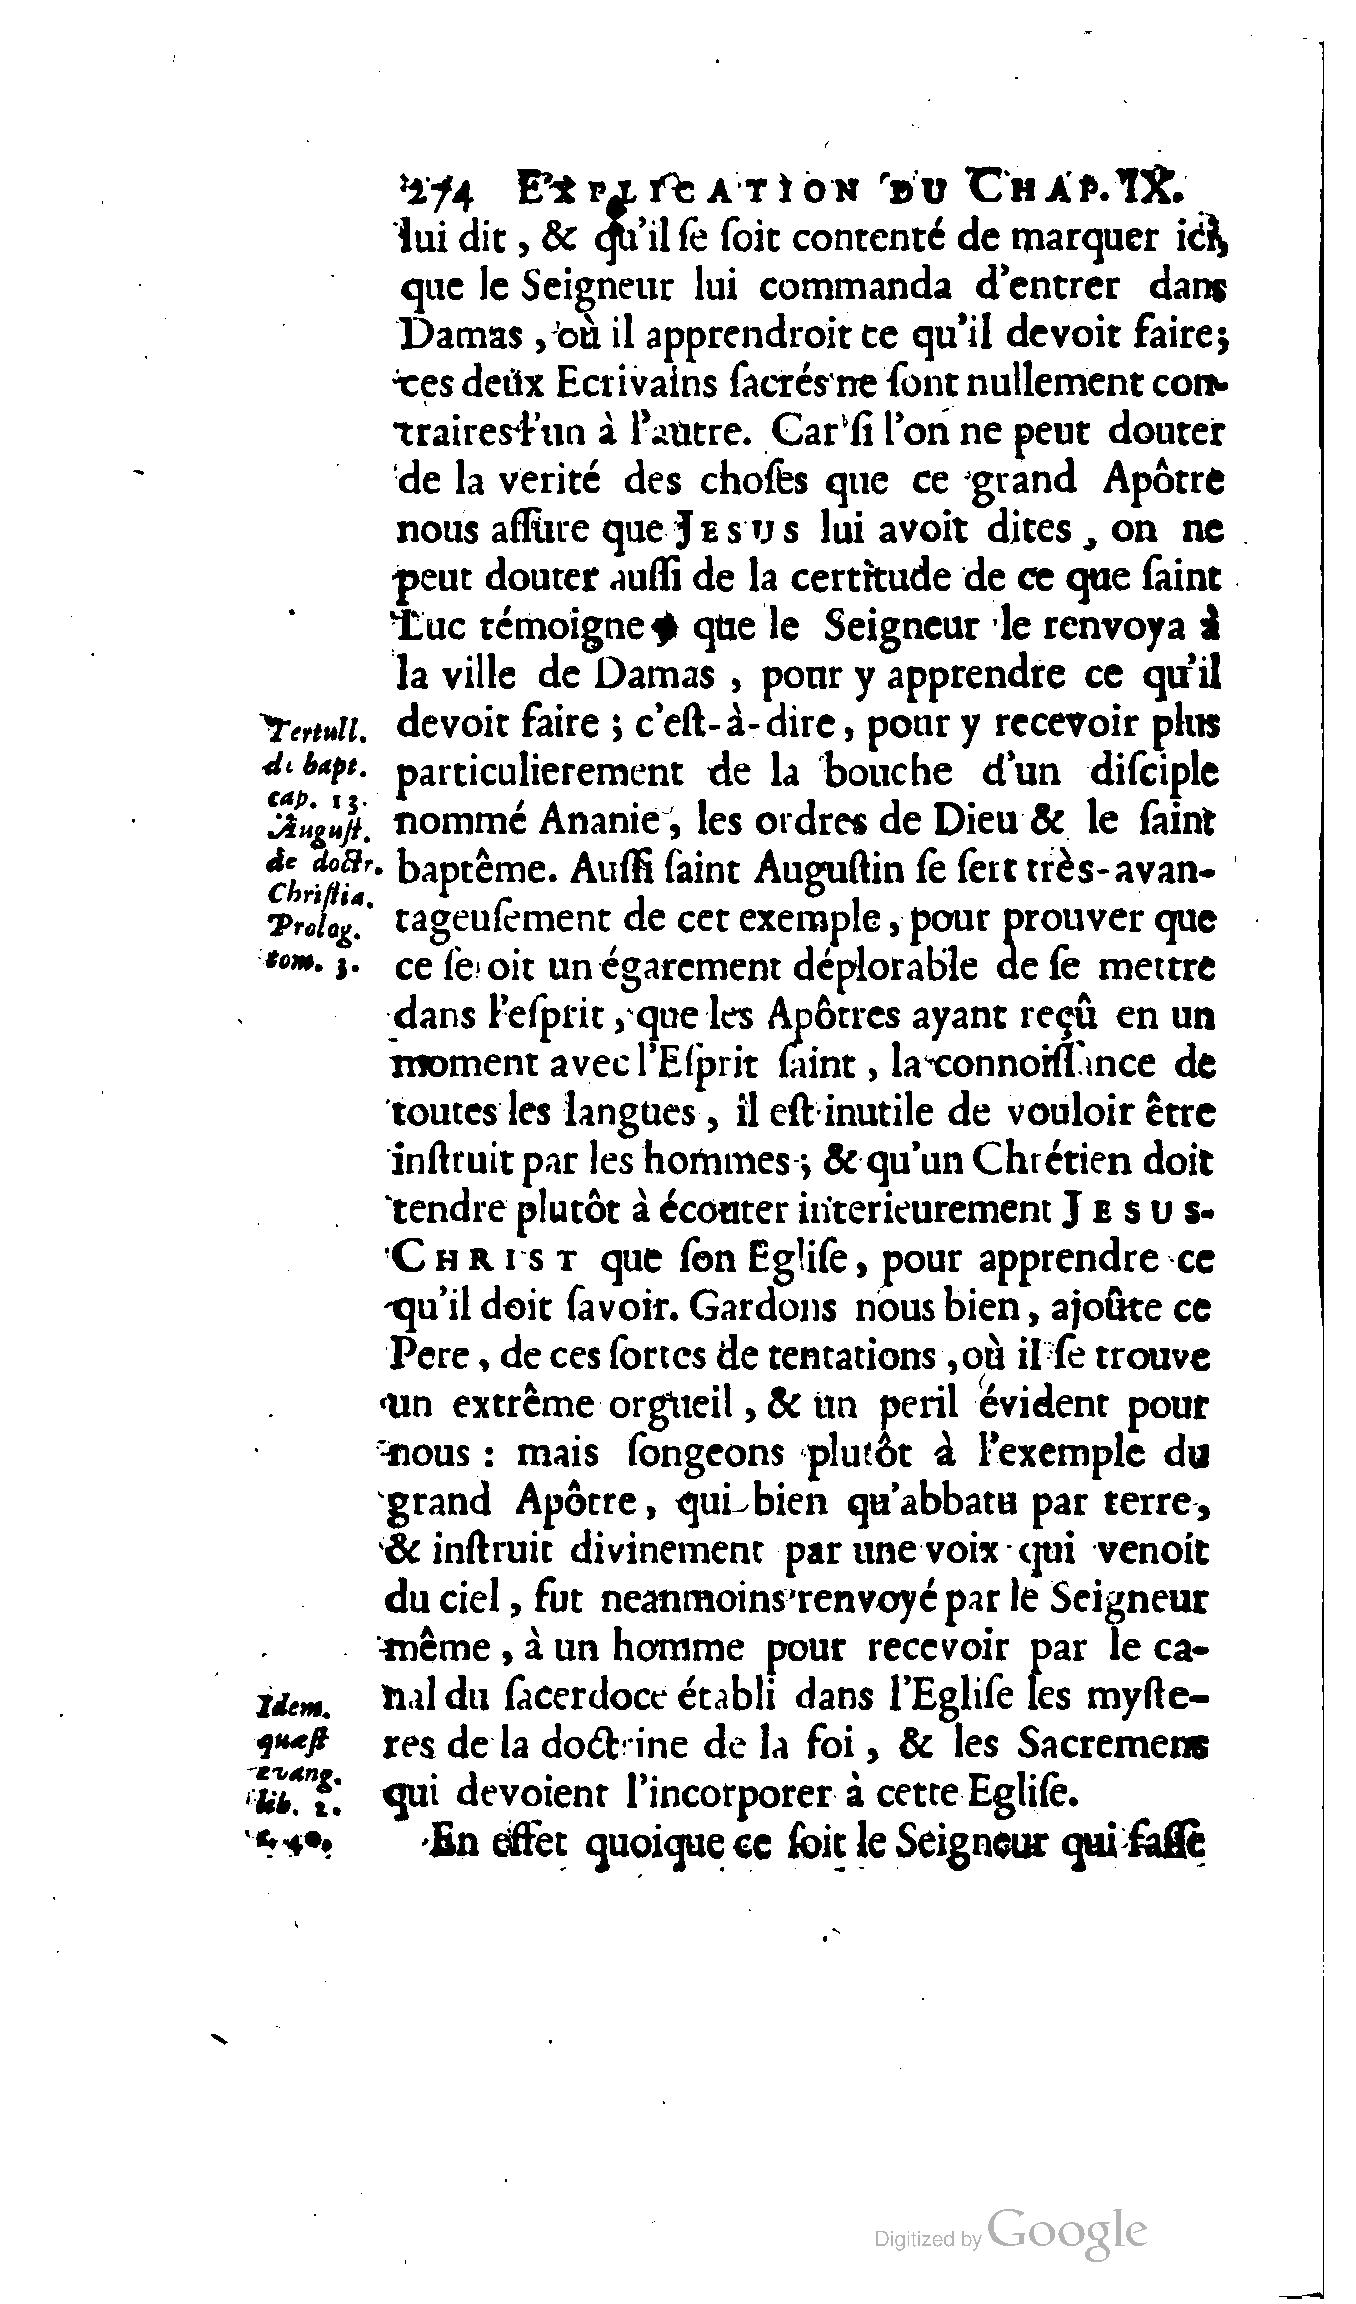 274 EXPLICATION DU CHAP. IX.
lui dit, & qu'il ſe ſoit contenté de marquer ici,
que le Seigneur lui commanda d'entrer dans
Damas, où il apprendroit ce qu'il devoit faire;
ces deux Ecrivains ſacrés ne ſont nullement con-
traires l'un à l'autre. Car ſi l'on ne peut douter
de la verité des choſes que ce grand Apôtre
nous aſſure que JESUS lui avoit dites, on ne
peut douter auſſi de la certitude de ce que ſaint
Luc témoigne, que le Seigneur le renvoya à
la ville de Damas, pour y apprendre ce qu'il
devoit faire; c'eſt-à-dire, pour y recevoir plus
particulierement de la bouche d'un diſciple
nommé Ananie, les ordres de Dieu & le ſaint
baptême. Auſſi ſaint Auguſtin ſe ſert très-avan-
tageuſement de cet exemple, pour prouver que
ce ſeroit un égarement déplorable de ſe mettre
dans l'eſprit, que les Apôtres ayant reçû en un
moment avec l'Eſprit ſaint, la connoiſſance de
toutes les langues, il eſt inutile de vouloir être
inſtruit par les hommes; & qu'un Chrétien doit
tendre plutôt à écouter interieurement JESUS-
CHRIST que ſon Egliſe, pour apprendre ce
qu'il doit ſavoir. Gardons nous bien, ajoûte ce
Pere, de ces ſortes de tentations, où il ſe trouve
un extrême orgueil, & un peril évident pour
nous : mais ſongeons plutôt à l'exemple du
grand Apôtre, qui bien qu'abbatu par terre,
& inſtruit divinement par une voix qui venoit
du ciel, fut neanmoins renvoyé par le Seigneur
même, à un homme pour recevoir par le ca-
nal du ſacerdoce établi dans l'Egliſe les myſte-
res de la doctrine de la foi, & les Sacremens
qui devoient l'incorporer à cette Egliſe.
En effet quoique ce ſoit le Seigneur qui faſſe
Tertull.
de bapt.
cap. 13.
Auguſt.
de doctr.
Chriſtia.
Prolog.
tom. 3.
Idem.
quæſt
evang.
lib. 2.
c. 40.
Digitized by Google